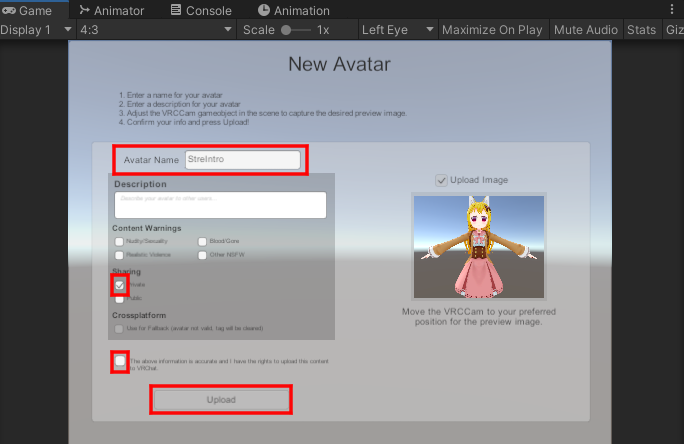 Game Animator Console Animation
Display 1 4:3 Scale 1x Left Eye Maximize On Play Mute Audio Stats Giz
New Avatar
1. Enter a name for your avatar
2. Enter a description for your avatar
3. Adjust the VRCCam gameobject in the scene to capture the desired preview image.
4. Confirm your info and press Upload!
Avatar Name StreIntro
Upload Image
Description
Describe your avatar to other users..
Content Warnings
Nudity/Sexuality Blood/Gore
Realistic Violence Other NSFW
Sharing
Private
Public
Move the VRCCam to your preferred
position for the preview image.
Crossplatform
Use for Fallback (avatar not valid, tag will be cleared)
The above information is accurate and I have the rights to upload this content
to VRChat.
Upload